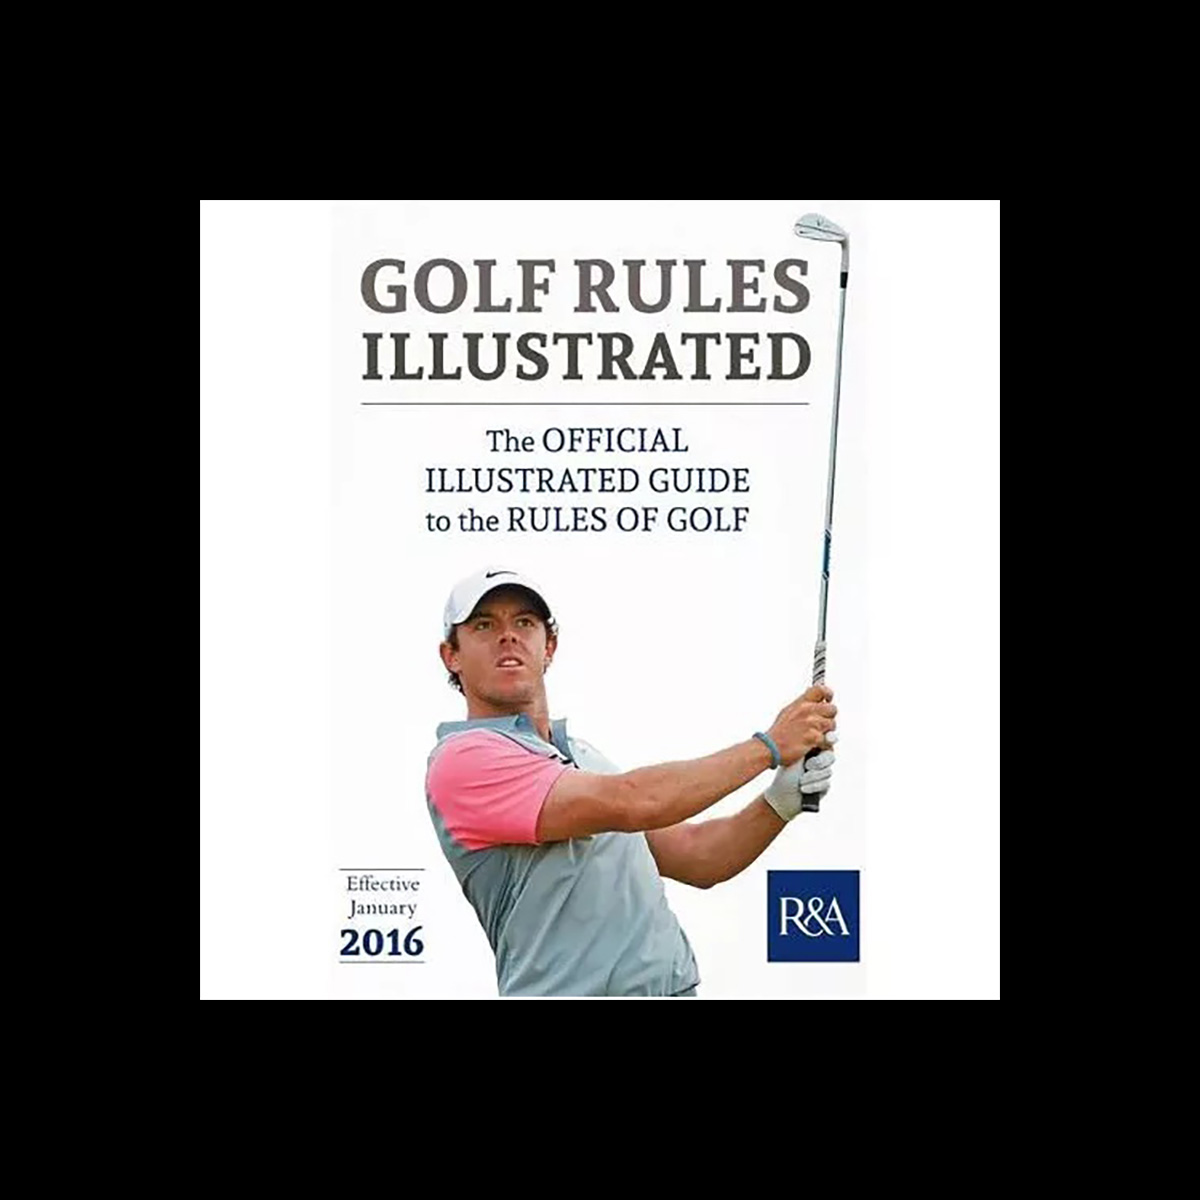 GOLF RULES
ILLUSTRATED
The OFFICIAL
ILLUSTRATED GUIDE
to the RULES OF GOLF
Effective
January
2016
R&A